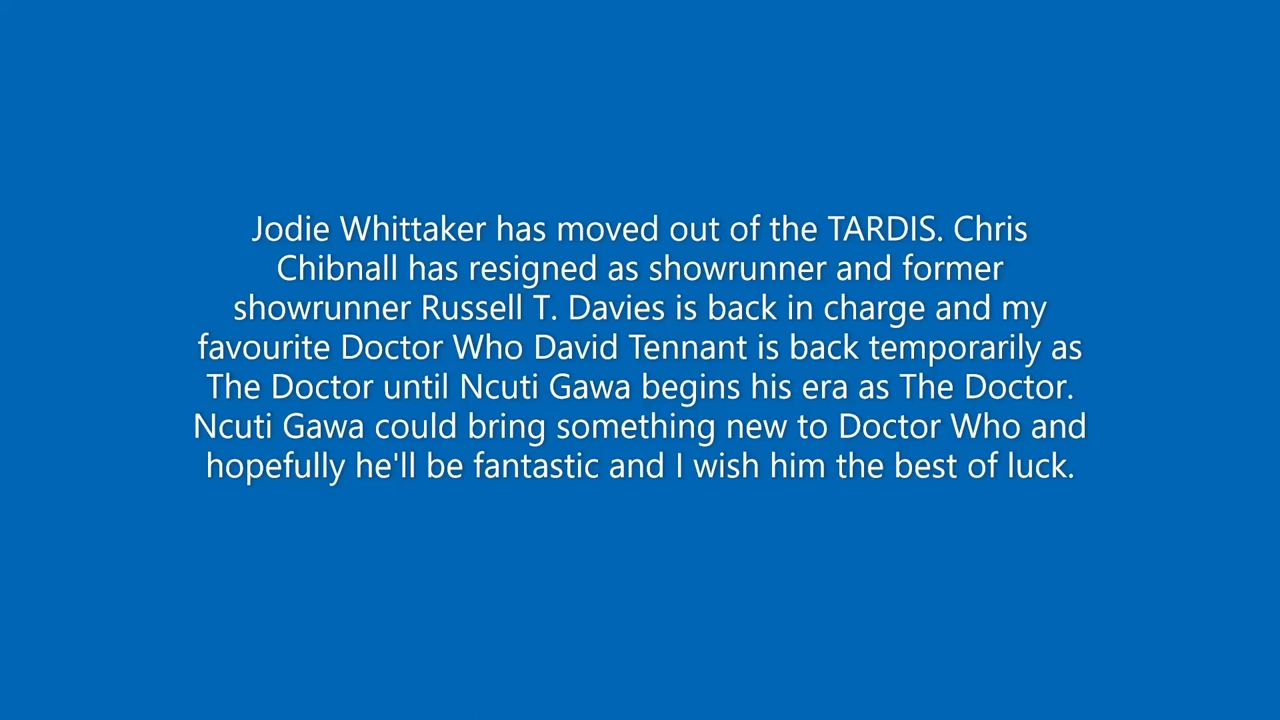 Jodie Whittaker has moved out of the TARDIS. Chris
Chibnall has resigned as showrunner and former
showrunner Russell T. Davies is back in charge and my
favourite Doctor Who David Tennant is back temporarily as
The Doctor until Ncuti Gawa begins his era as The Doctor.
Ncuti Gawa could bring something new to Doctor Who and
hopefully he'll be fantastic and I wish him the best of luck.